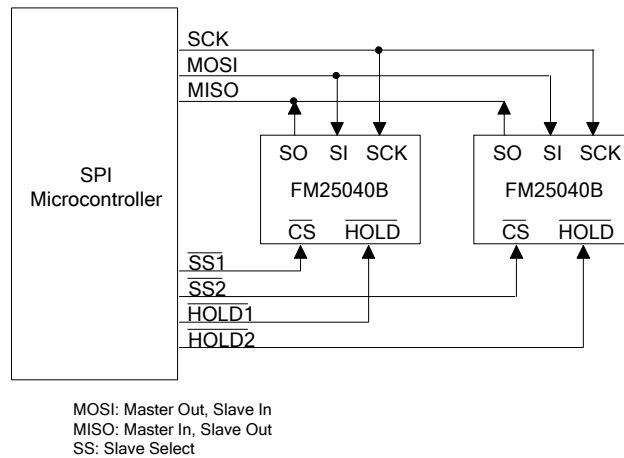 SCK
MOSI
MISO
SO SI SCK
SO SI SCK
SPI
Microcontroller
FM25040B
FM25040B
CS HOLD
CS HOLD
SS1
SS2
HOLD1
HOLD2
MOSI: Master Out, Slave In
MISO: Master In, Slave Out
SS: Slave Select